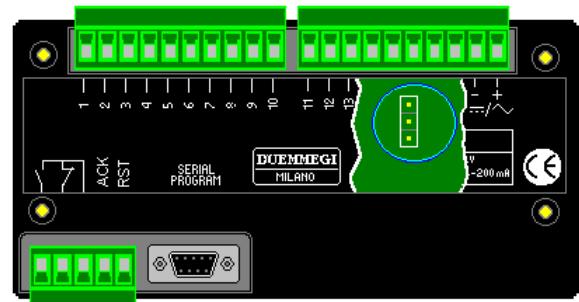 1 2 3 4 5 6 7 8 9 10 11 12 13
- +
=/~
ACK
RST
SERIAL
PROGRAM
DUEMMEGI
MILANO
V
-200 mA
CE